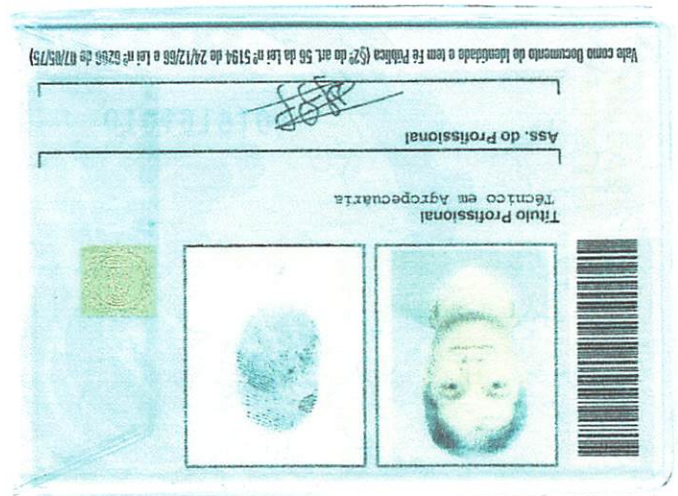 Título Profissional
Técnico em Agropecuária
Ass. do Profissional
Vale como Documento de Identidade e tem Fé Pública (§2º do art. 56 da Lei nº 5194 de 24/12/66 e Lei nº 6206 de 07/05/75)